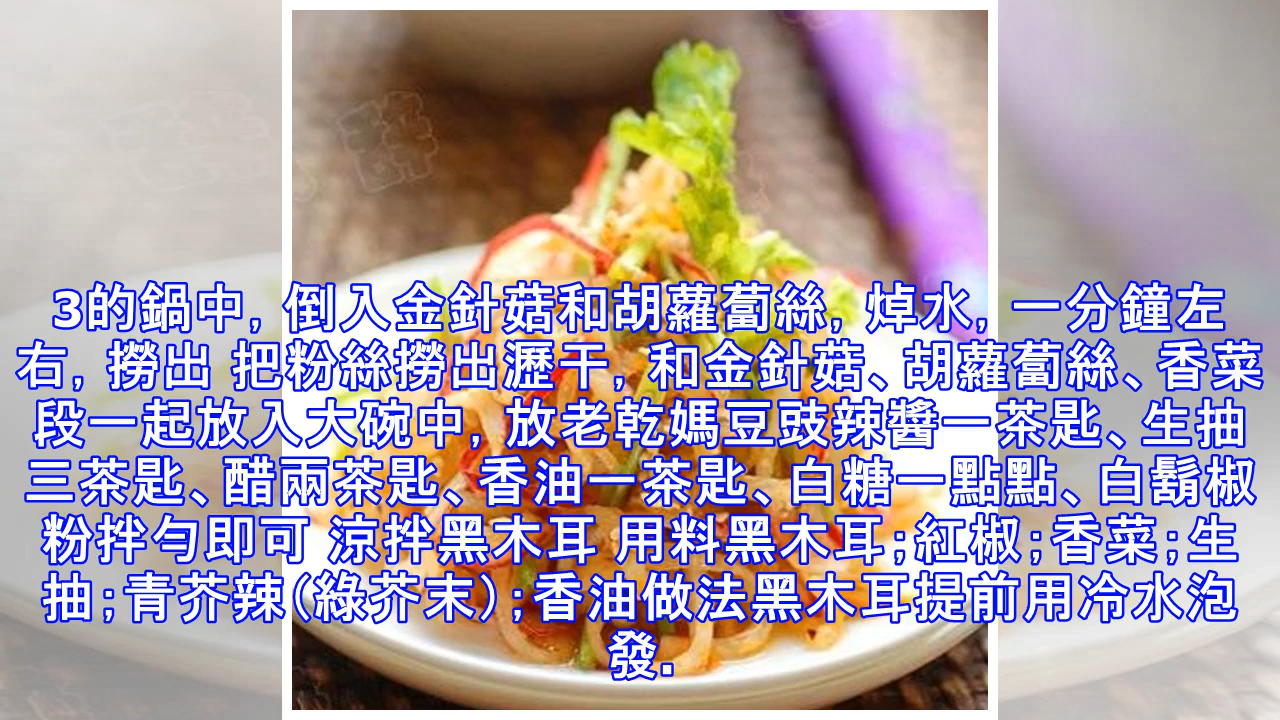 3的鍋中, 倒入金針菇和胡蘿蔔絲, 焯水, 一分鐘左
右, 撈出 把粉絲撈出瀝干, 和金針菇、胡蘿蔔絲、香菜
段一起放入大碗中, 放老乾媽豆豉辣醬一茶匙、生抽
三茶匙、醋兩茶匙、香油一茶匙、白糖一點點、白鬍椒
粉拌勻即可 涼拌黑木耳 用料黑木耳;紅椒;香菜;生
抽;青芥辣(綠芥末);香油做法黑木耳提前用冷水泡
發.